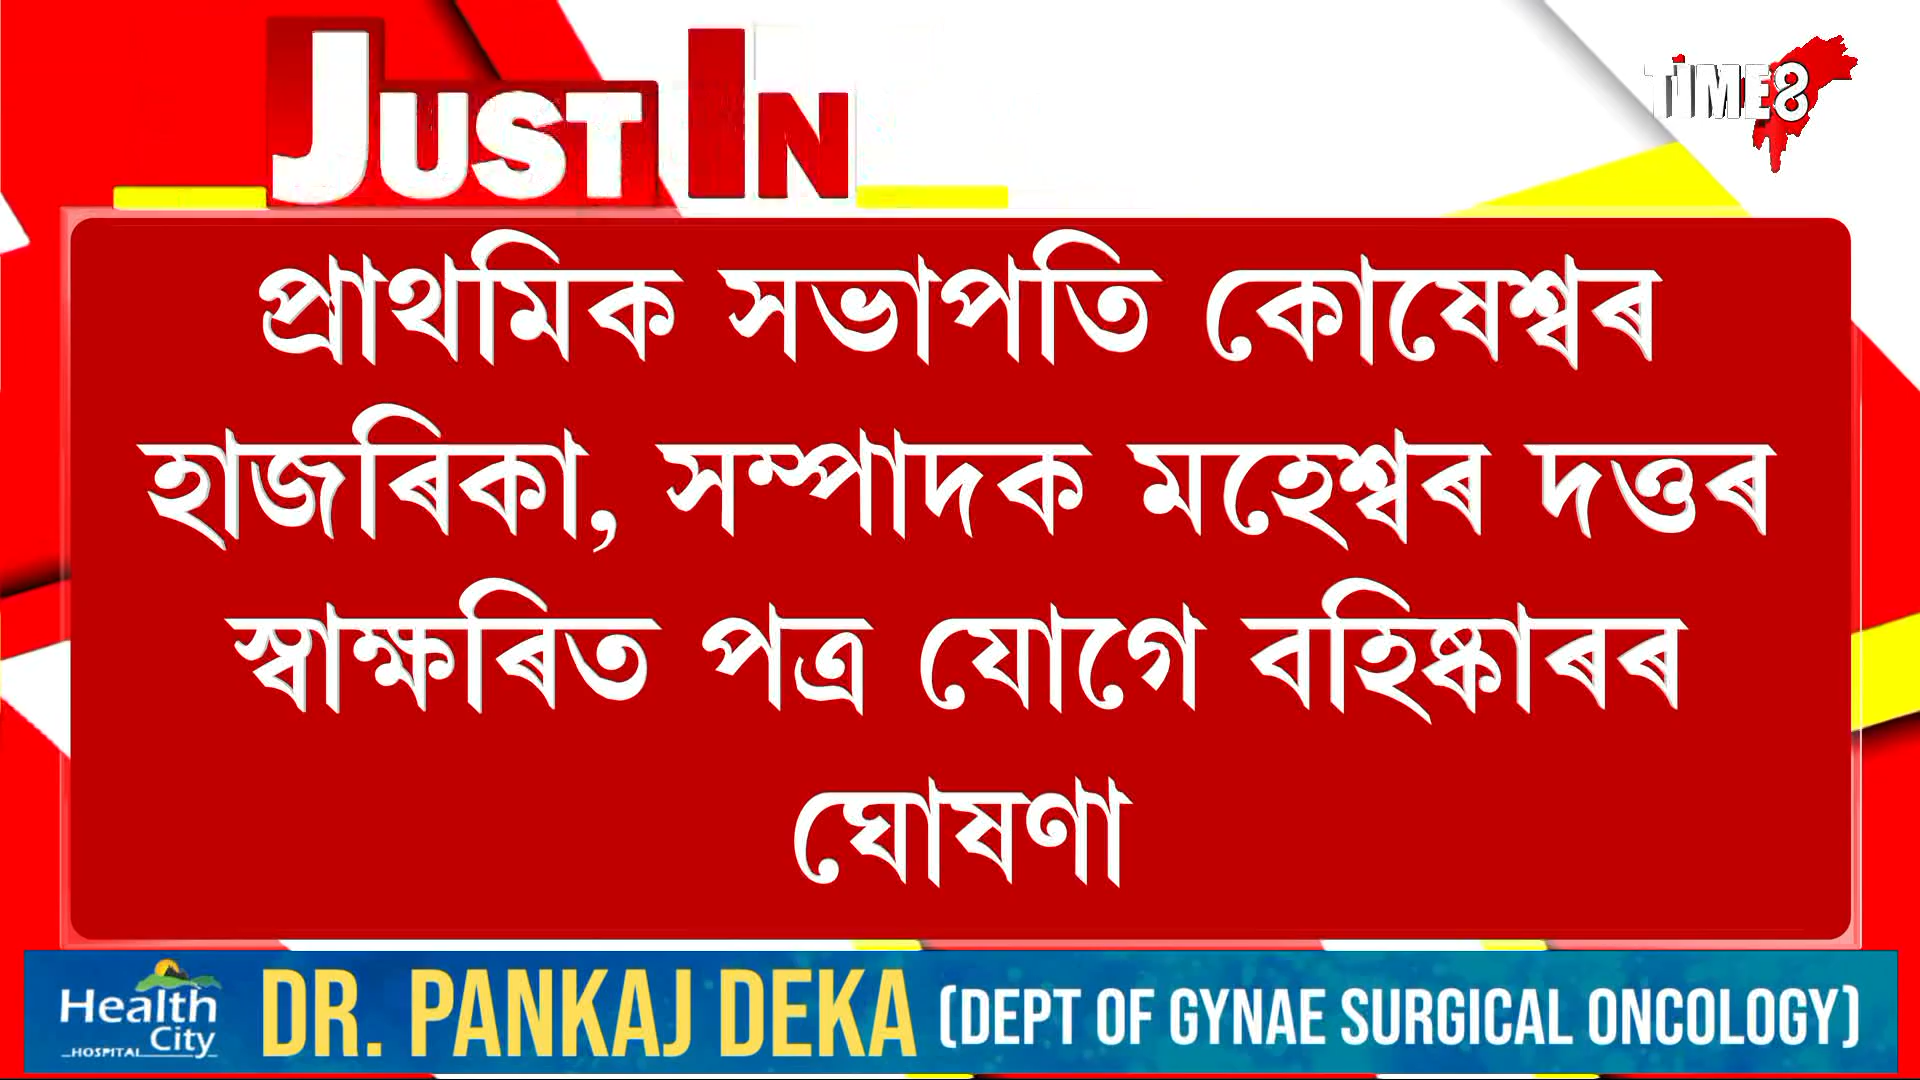 JUST IN
TIME8
প্ৰাথমিক সভাপতি কোষেশ্বৰ
হাজৰিকা, সম্পাদক মহেশ্বৰ দত্তৰ
স্বাক্ষৰিত পত্ৰ যোগে বহিষ্কাৰৰ
ঘোষণা
Health
City
HOSPITAL
DR. PANKAJ DEKA (DEPT OF GYNAE SURGICAL ONCOLOGY)